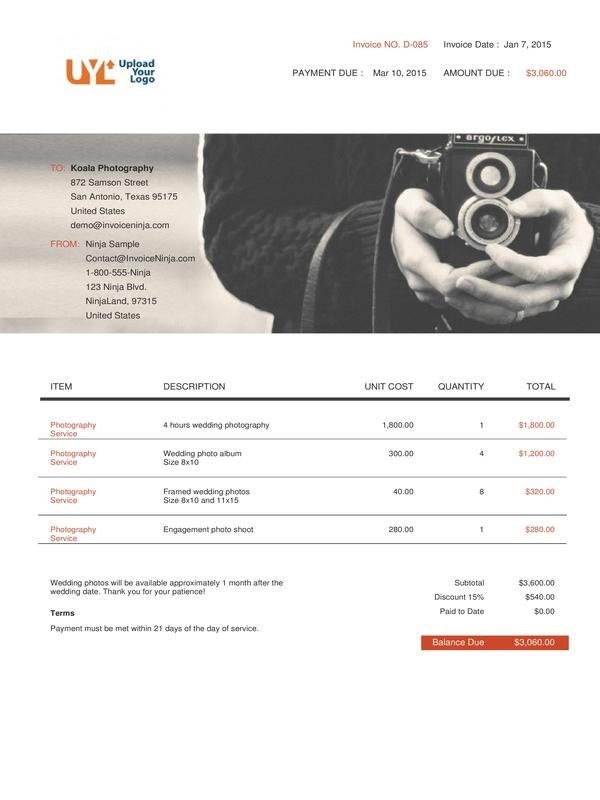 Invoice NO. D-085 Invoice Date : Jan 7, 2015
Upload
Your
Logo
PAYMENT DUE : Mar 10, 2015 AMOUNT DUE : $3,060.00
argoflex
TO: Koala Photography
872 Samson Street
San Antonio, Texas 95175
United States
demo@invoiceninja.com
FROM: Ninja Sample
Contact@InvoiceNinja.com
1-800-555-Ninja
123 Ninja Blvd.
NinjaLand, 97315
United States
ITEM DESCRIPTION UNIT COST QUANTITY TOTAL
Photography 4 hours wedding photography 1,800.00 1 $1,800.00
Service
Photography Wedding photo album 300.00 4 $1,200.00
Service Size 8x10
Photography Framed wedding photos 40.00 8 $320.00
Service Size 8x10 and 11x15
Photography Engagement photo shoot 280.00 1 $280.00
Service
Wedding photos will be available approximately 1 month after the
wedding date. Thank you for your patience!
Terms
Payment must be met within 21 days of the day of service.
Subtotal $3,600.00
Discount 15% $540.00
Paid to Date $0.00
Balance Due $3,060.00